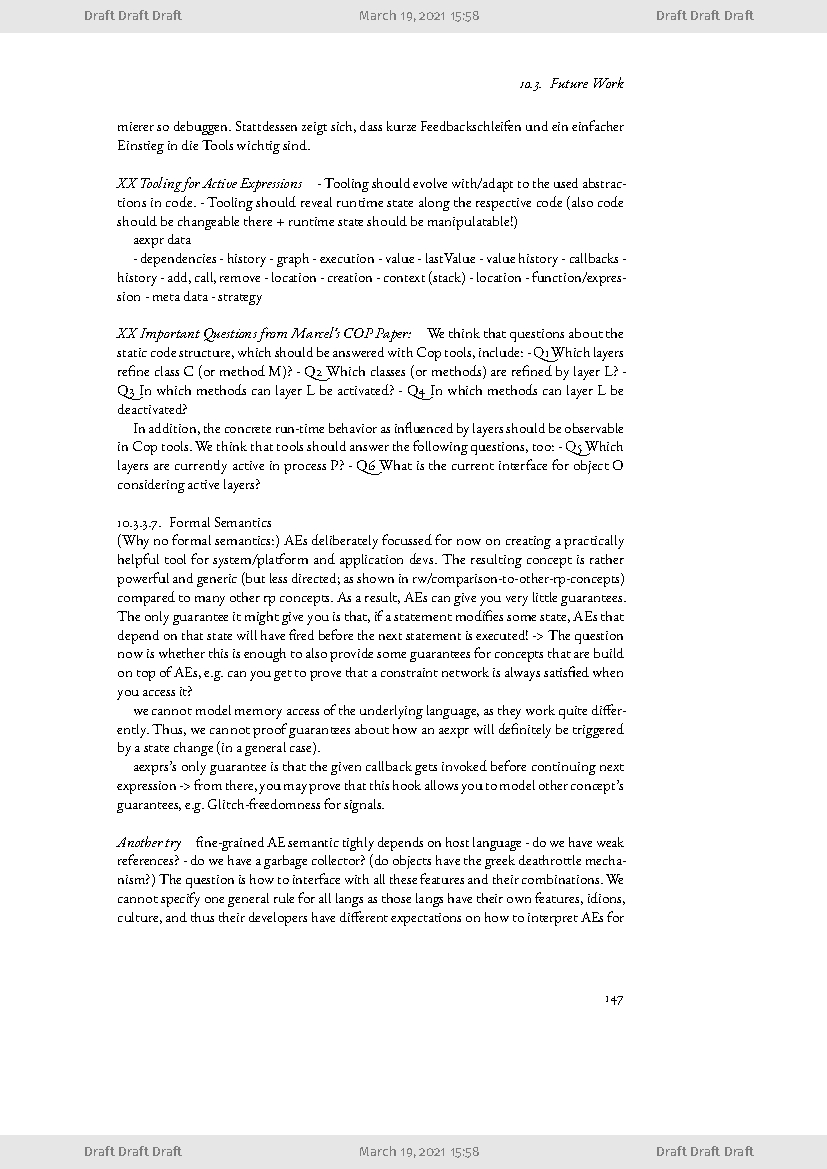 Draft Draft Draft March 19, 2021 15:58 Draft Draft Draft
10.3. Future Work
mierer so debuggen. Stattdessen zeigt sich, dass kurze Feedbackschleifen und ein einfacher
Einstieg in die Tools wichtig sind.
XX Tooling for Active Expressions - Tooling should evolve with/adapt to the used abstrac-
tions in code. - Tooling should reveal runtime state along the respective code (also code
should be changeable there + runtime state should be manipulatable!)
aexpr data
- dependencies - history - graph - execution - value - lastValue - value history - callbacks -
history - add, call, remove - location - creation - context (stack) - location - function/expres-
sion - meta data - strategy
XX Important Questions from Marcel's COP Paper: We think that questions about the
static code structure, which should be answered with Cop tools, include: - Q1 Which layers
refine class C (or method M)? - Q2 Which classes (or methods) are refined by layer L? -
Q3 In which methods can layer L be activated? - Q4 In which methods can layer L be
deactivated?
In addition, the concrete run-time behavior as influenced by layers should be observable
in Cop tools. We think that tools should answer the following questions, too: - Q5 Which
layers are currently active in process P? - Q6 What is the current interface for object O
considering active layers?
10.3.3.7. Formal Semantics
(Why no formal semantics:) AEs deliberately focussed for now on creating a practically
helpful tool for system/platform and application devs. The resulting concept is rather
powerful and generic (but less directed; as shown in rw/comparison-to-other-rp-concepts)
compared to many other rp concepts. As a result, AEs can give you very little guarantees.
The only guarantee it might give you is that, if a statement modifies some state, AEs that
depend on that state will have fired before the next statement is executed! -> The question
now is whether this is enough to also provide some guarantees for concepts that are build
on top of AEs, e.g. can you get to prove that a constraint network is always satisfied when
you access it?
we cannot model memory access of the underlying language, as they work quite differ-
ently. Thus, we cannot proof guarantees about how an aexpr will definitely be triggered
by a state change (in a general case).
aexprs's only guarantee is that the given callback gets invoked before continuing next
expression -> from there, you may prove that this hook allows you to model other concept's
guarantees, e.g. Glitch-freedomness for signals.
Another try fine-grained AE semantic tighly depends on host language - do we have weak
references? - do we have a garbage collector? (do objects have the greek deathrottle mecha-
nism?) The question is how to interface with all these features and their combinations. We
cannot specify one general rule for all langs as those langs have their own features, idions,
culture, and thus their developers have different expectations on how to interpret AEs for
147
Draft Draft Draft March 19, 2021 15:58 Draft Draft Draft